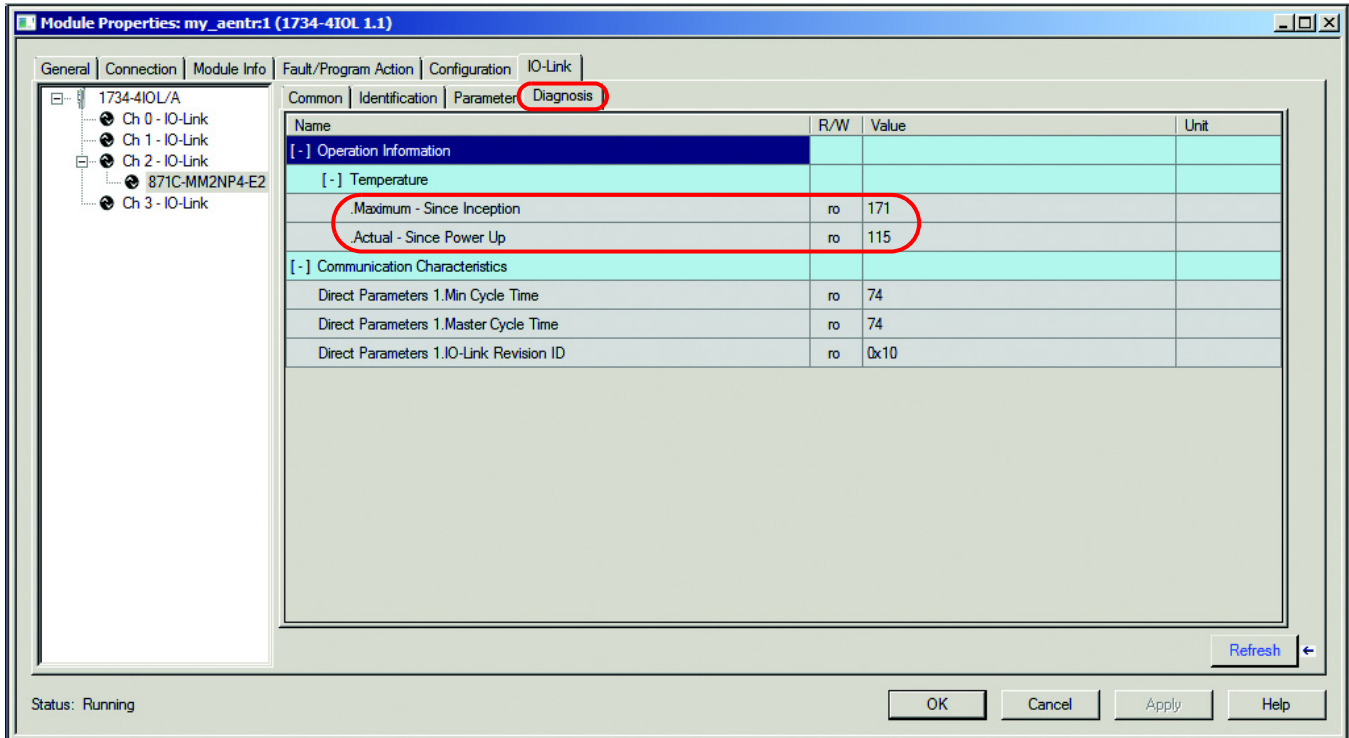 Module Properties: my_aentr:1 (1734-4IOL 1.1)
General Connection Module Info Fault/Program Action Configuration IO-Link
1734-4IOL/A
Ch 0 - IO-Link
Ch 1 - IO-Link
Ch 2 - IO-Link
871C-MM2NP4-E2
Ch 3 - IO-Link
Common Identification Parameter Diagnosis
Name R/W Value Unit
[-] Operation Information
[-] Temperature
.Maximum - Since Inception ro 171
.Actual - Since Power Up ro 115
[-] Communication Characteristics
Direct Parameters 1.Min Cycle Time ro 74
Direct Parameters 1.Master Cycle Time ro 74
Direct Parameters 1.IO-Link Revision ID ro 0x10
Refresh
Status: Running
OK Cancel Apply Help